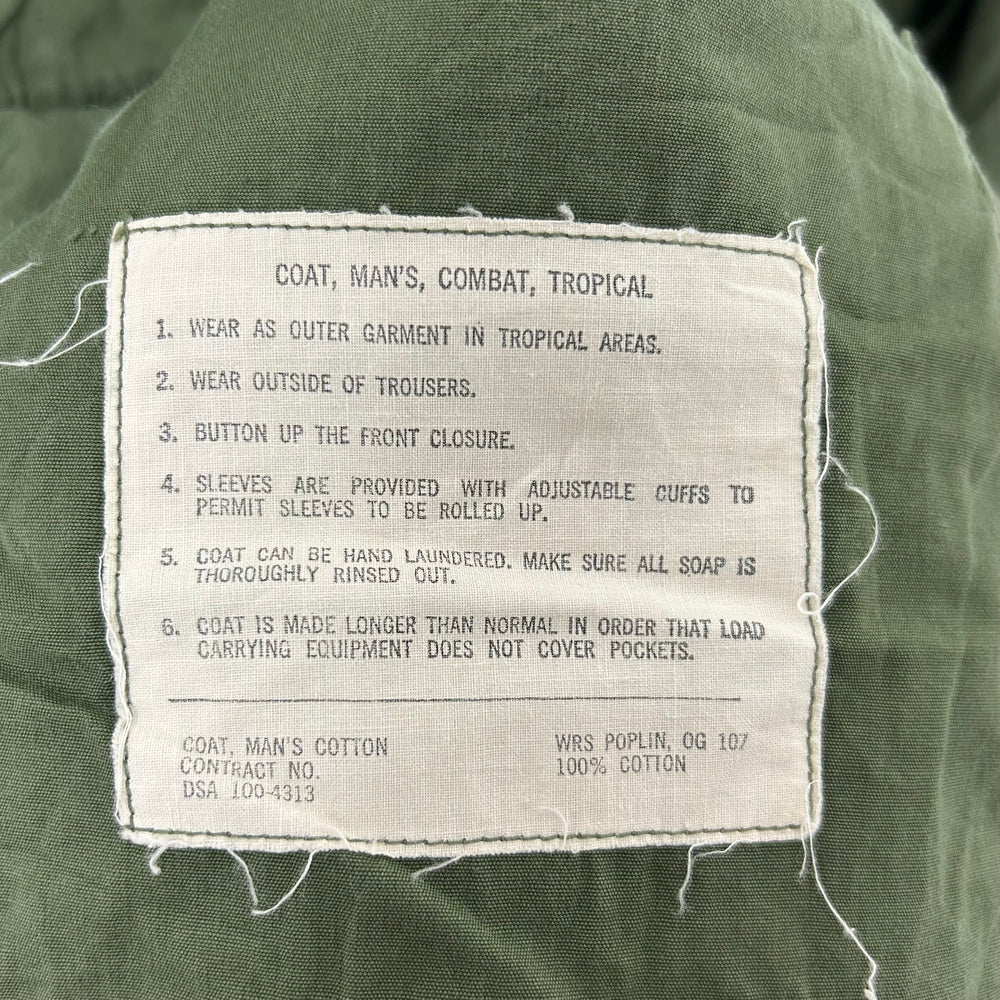 COAT, MAN'S, COMBAT, TROPICAL
1. WEAR AS OUTER GARMENT IN TROPICAL AREAS.
2. WEAR OUTSIDE OF TROUSERS.
3. BUTTON UP THE FRONT CLOSURE.
4. SLEEVES ARE PROVIDED WITH ADJUSTABLE CUFFS TO
PERMIT SLEEVES TO BE ROLLED UP.
5. COAT CAN BE HAND LAUNDERED. MAKE SURE ALL SOAP IS
THOROUGHLY RINSED OUT.
6. COAT IS MADE LONGER THAN NORMAL IN ORDER THAT LOAD
CARRYING EQUIPMENT DOES NOT COVER POCKETS.
COAT, MAN'S COTTON
CONTRACT NO.
DSA 100-4313
WRS POPLIN, OG 107
100% COTTON